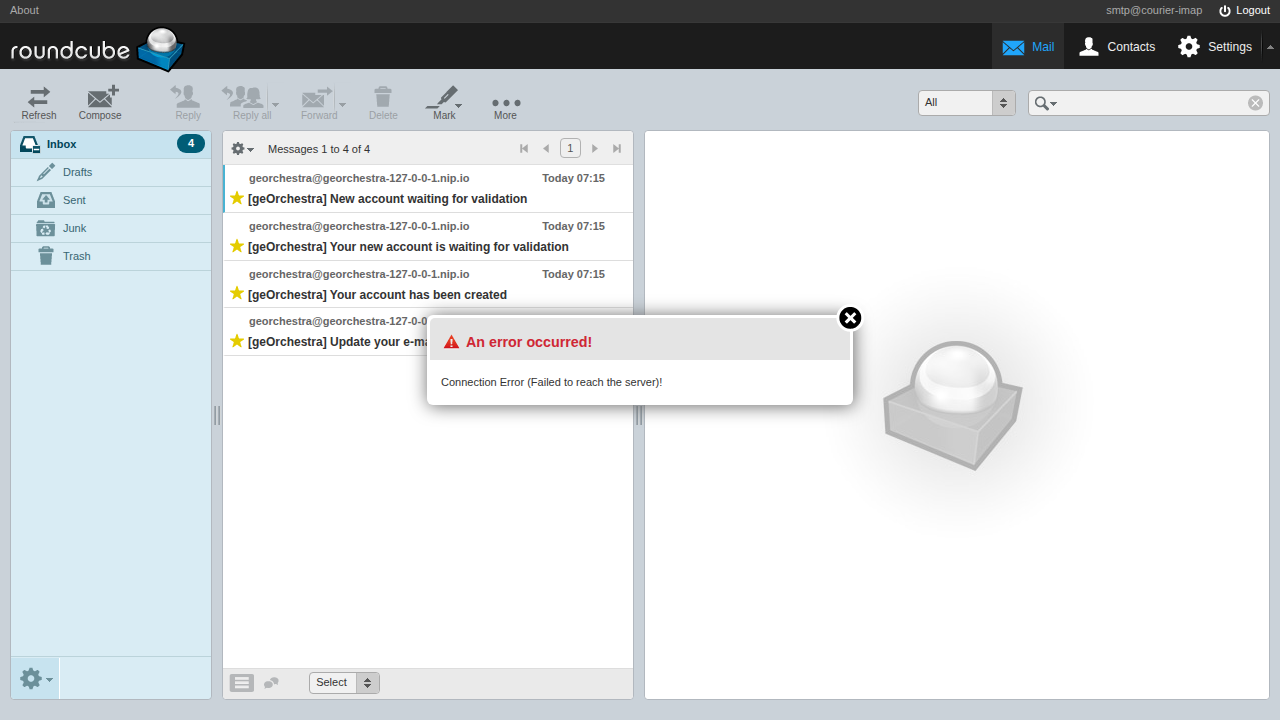 About
smtp@courier-imap
Logout
roundcube
Mail
Contacts
Settings
Refresh
Compose
Reply
Reply all
Forward
Delete
Mark
More
All
Inbox
4
Drafts
Sent
Junk
Trash
Messages 1 to 4 of 4
1
georchestra@georchestra-127-0-0-1.nip.io
Today 07:15
[geOrchestra] New account waiting for validation
georchestra@georchestra-127-0-0-1.nip.io
Today 07:15
[geOrchestra] Your new account is waiting for validation
georchestra@georchestra-127-0-0-1.nip.io
Today 07:15
[geOrchestra] Your account has been created
georchestra@georchestra-127-0-0
[geOrchestra] Update your e-ma
An error occurred!
Connection Error (Failed to reach the server)!
Select